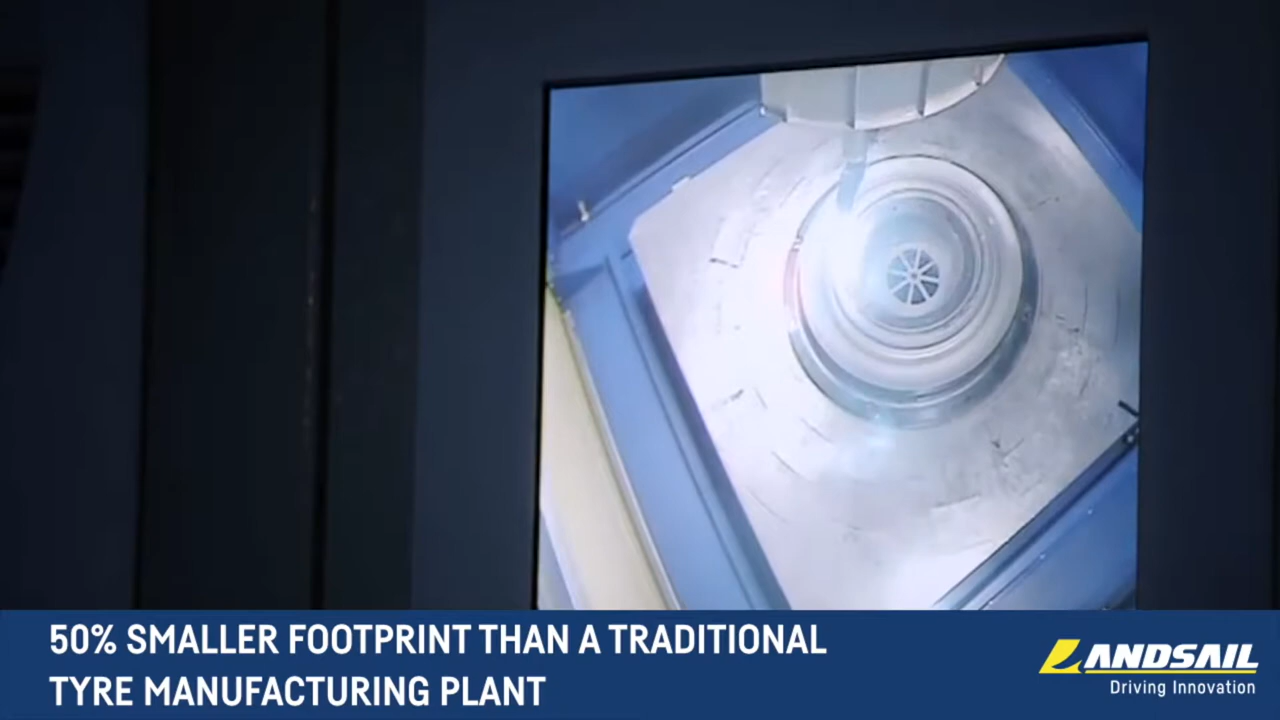 50% SMALLER FOOTPRINT THAN A TRADITIONAL
TYRE MANUFACTURING PLANT
LANDSAIL
Driving Innovation